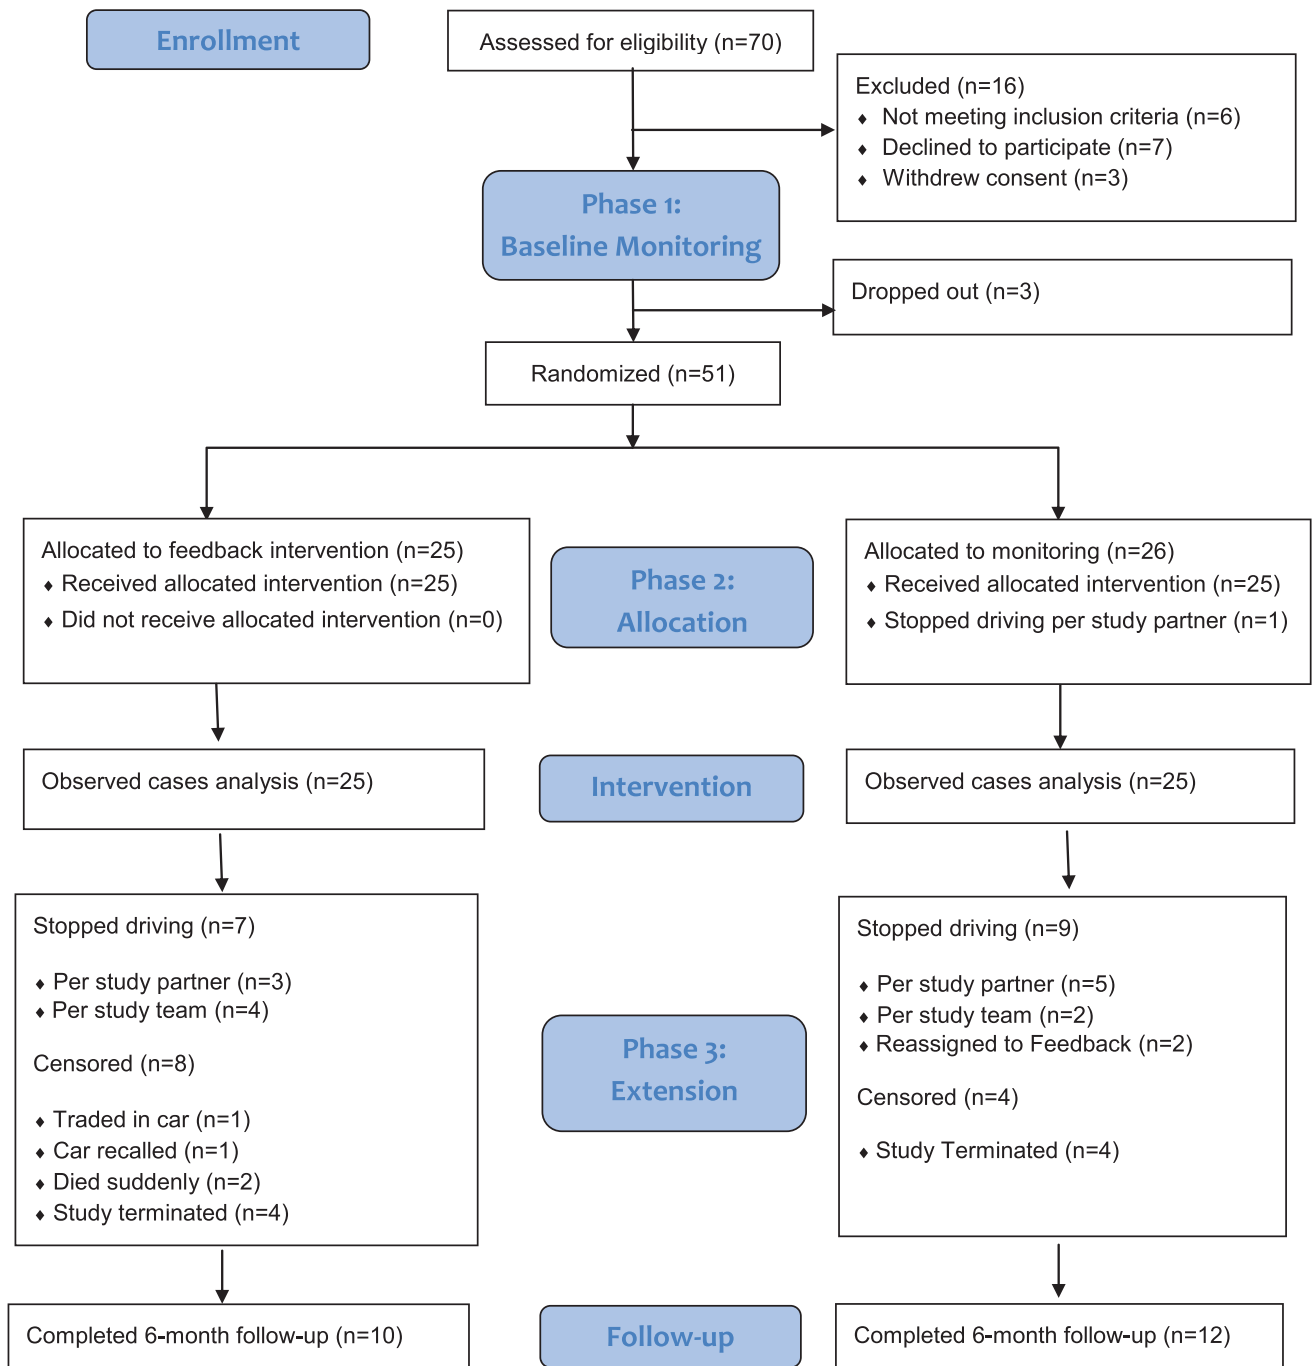 Enrollment
Assessed for eligibility (n=70)
Excluded (n=16)
♦ Not meeting inclusion criteria (n=6)
♦ Declined to participate (n=7)
♦ Withdrew consent (n=3)
Phase 1:
Baseline Monitoring
Dropped out (n=3)
Randomized (n=51)
Allocated to feedback intervention (n=25)
♦ Received allocated intervention (n=25)
♦ Did not receive allocated intervention (n=0)
Phase 2:
Allocation
Allocated to monitoring (n=26)
♦ Received allocated intervention (n=25)
♦ Stopped driving per study partner (n=1)
Observed cases analysis (n=25)
Intervention
Observed cases analysis (n=25)
Stopped driving (n=7)
♦ Per study partner (n=3)
♦ Per study team (n=4)
Censored (n=8)
♦ Traded in car (n=1)
♦ Car recalled (n=1)
♦ Died suddenly (n=2)
♦ Study terminated (n=4)
Phase 3:
Extension
Stopped driving (n=9)
♦ Per study partner (n=5)
♦ Per study team (n=2)
♦ Reassigned to Feedback (n=2)
Censored (n=4)
♦ Study Terminated (n=4)
Completed 6-month follow-up (n=10)
Follow-up
Completed 6-month follow-up (n=12)